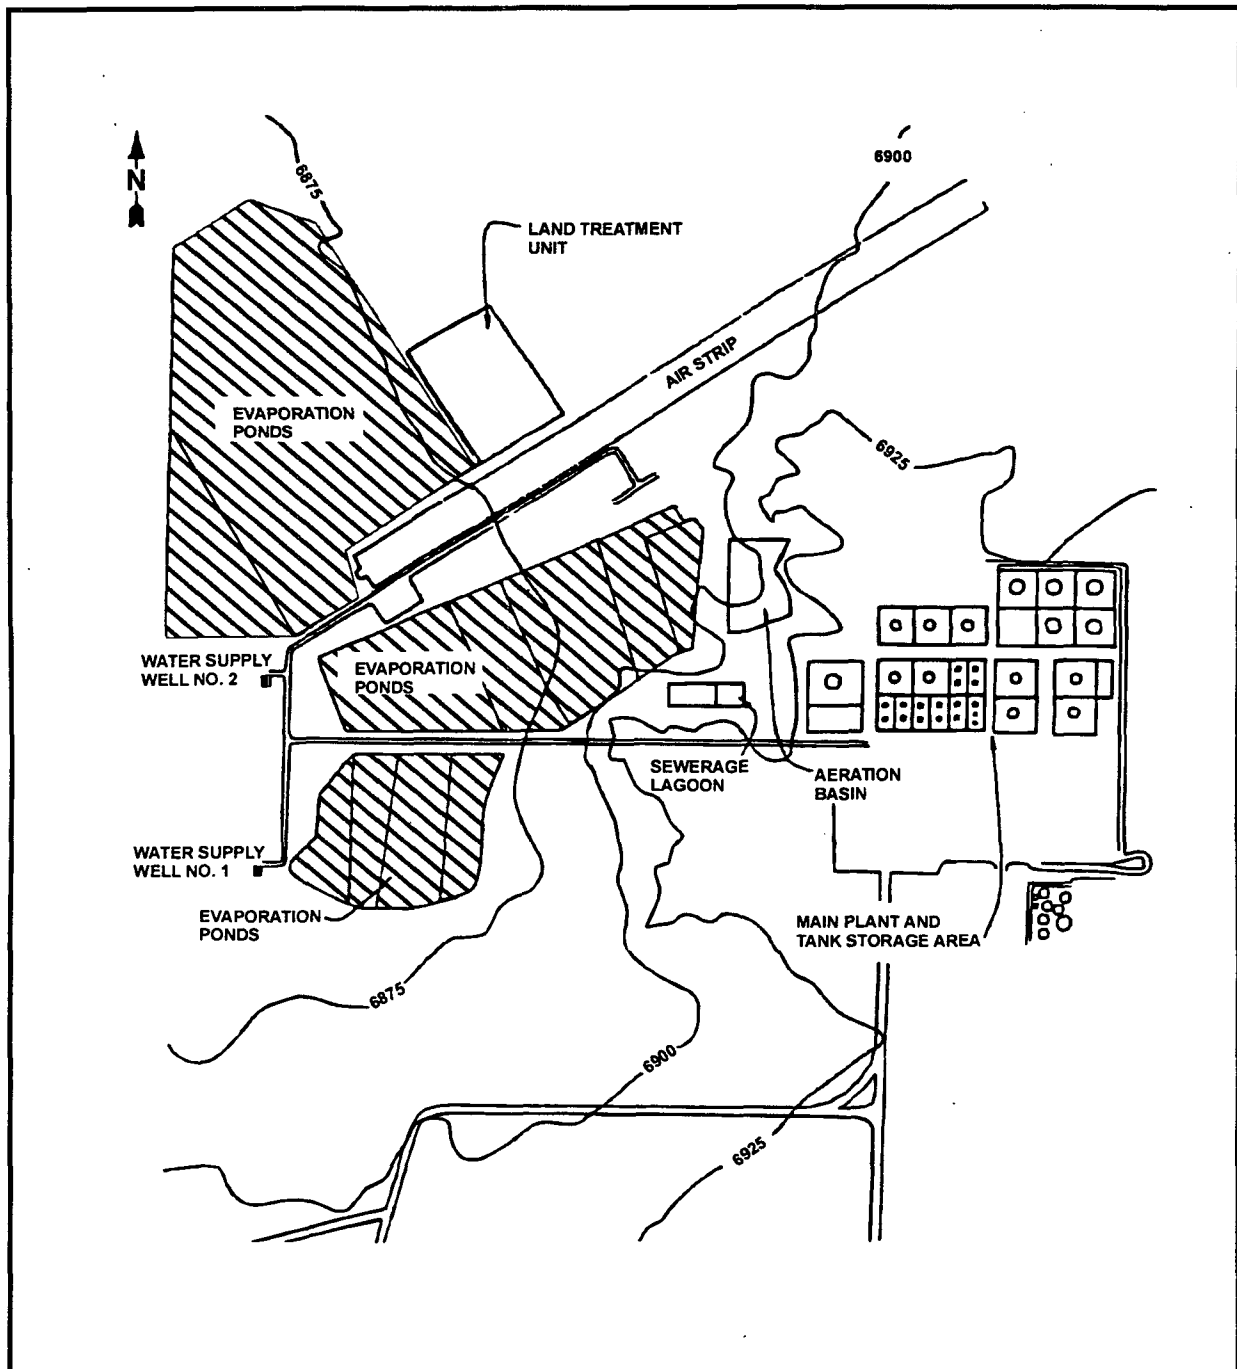 6900
6875
N
LAND TREATMENT
UNIT
AIR STRIP
EVAPORATION
PONDS
6925
WATER SUPPLY
WELL NO. 2
EVAPORATION
PONDS
SEWERAGE
LAGOON
AERATION
BASIN
WATER SUPPLY
WELL NO. 1
EVAPORATION
PONDS
MAIN PLANT AND
TANK STORAGE AREA
6875
6900
6925